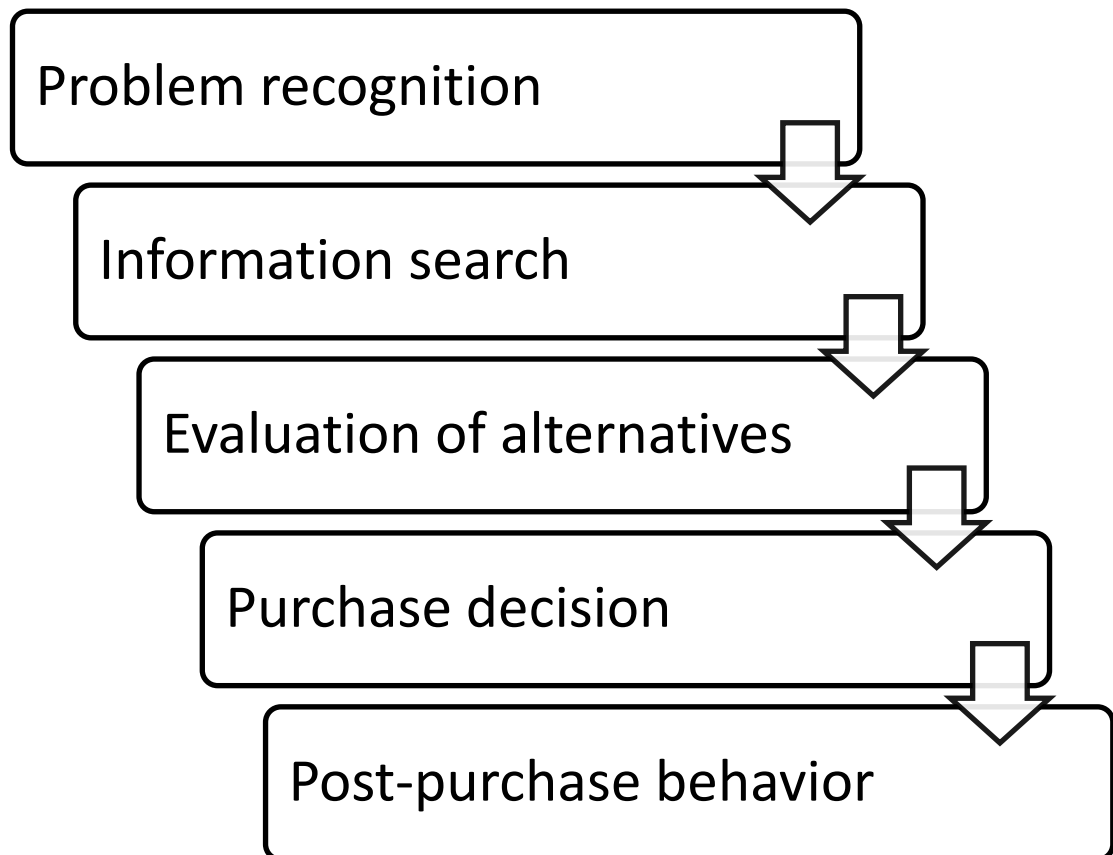 Problem recognition
Information search
Evaluation of alternatives
Purchase decision
Post-purchase behavior